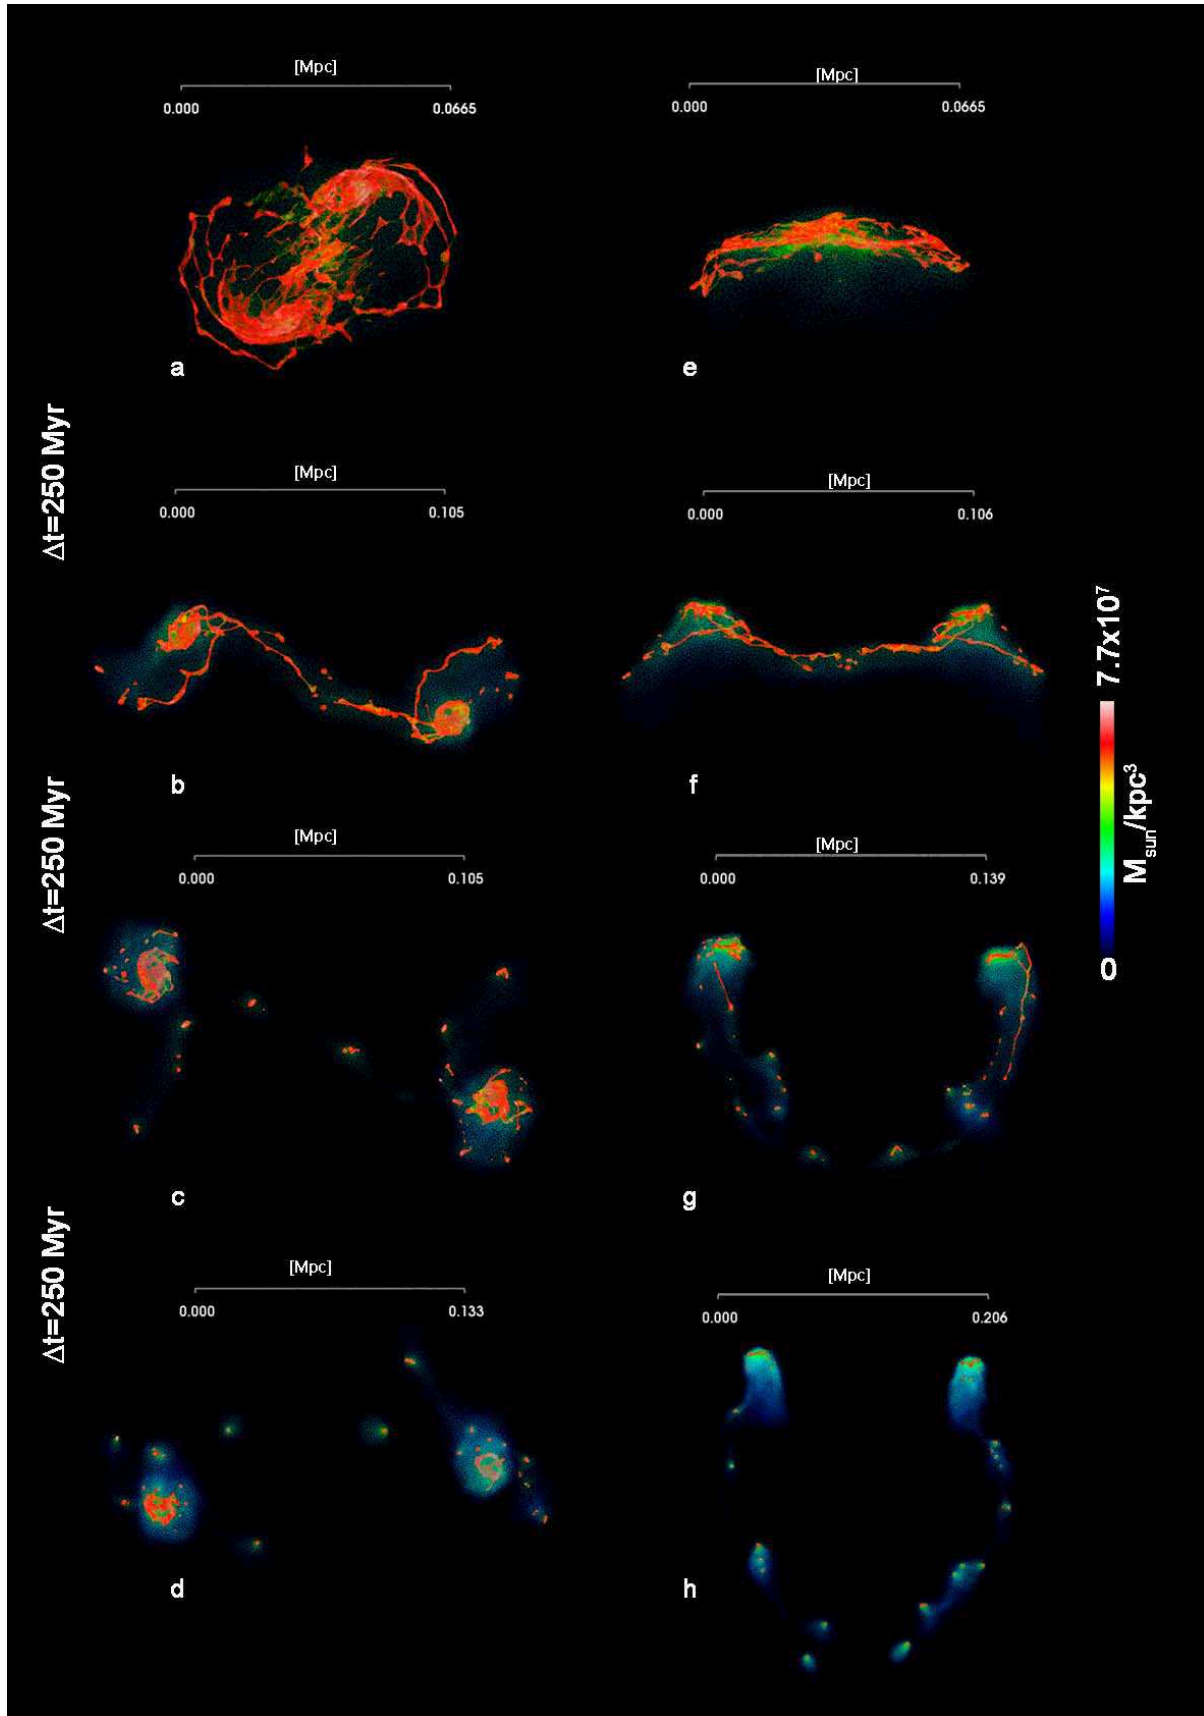 [Mpc]
0.000 0.0665
[Mpc]
0.000 0.0665
a
e
Δt=250 Myr
[Mpc]
0.000 0.105
[Mpc]
0.000 0.106
b
f
Δt=250 Myr
[Mpc]
0.000 0.105
[Mpc]
0.000 0.139
c
g
Δt=250 Myr
[Mpc]
0.000 0.133
[Mpc]
0.000 0.206
d
h
0 7.7x10⁷
M_sun/kpc³